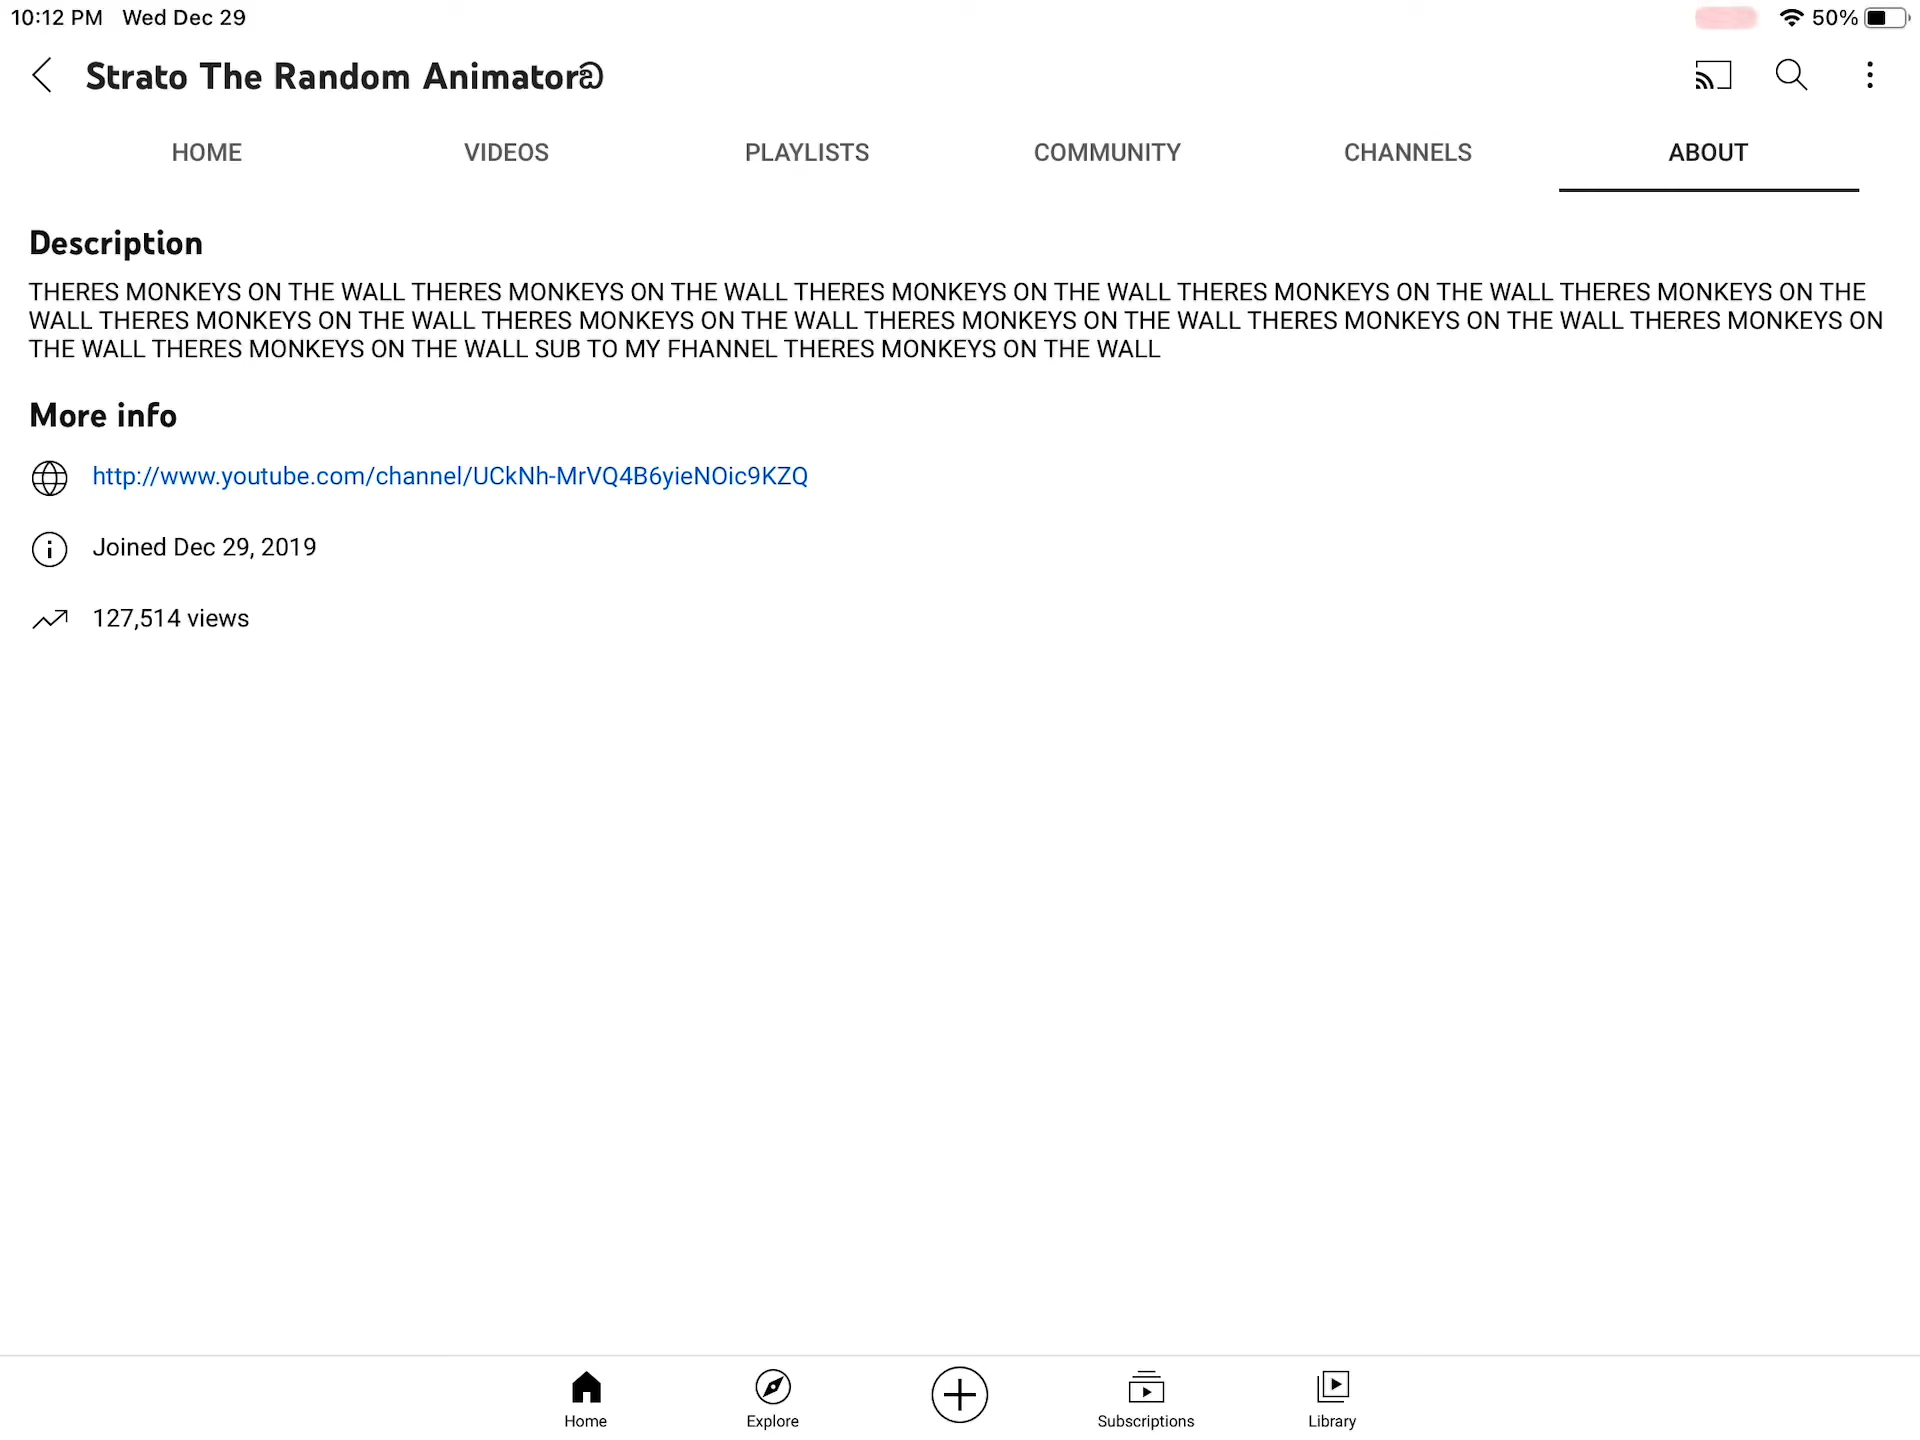 10:12 PM Wed Dec 29
50%
Strato The Random Animatorඞ
HOME VIDEOS PLAYLISTS COMMUNITY CHANNELS ABOUT
Description
THERES MONKEYS ON THE WALL THERES MONKEYS ON THE WALL THERES MONKEYS ON THE WALL THERES MONKEYS ON THE WALL THERES MONKEYS ON THE
WALL THERES MONKEYS ON THE WALL THERES MONKEYS ON THE WALL THERES MONKEYS ON THE WALL THERES MONKEYS ON THE WALL THERES MONKEYS ON
THE WALL THERES MONKEYS ON THE WALL SUB TO MY FHANNEL THERES MONKEYS ON THE WALL
More info
http://www.youtube.com/channel/UCkNh-MrVQ4B6yieNOic9KZQ
Joined Dec 29, 2019
127,514 views
Home Explore Subscriptions Library